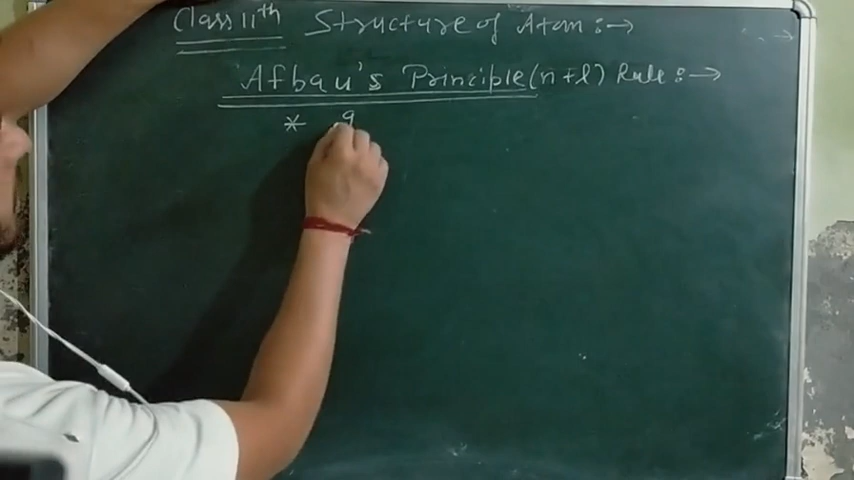 Class 11th Structure of Atom :→
Afbau's Principle (n+l) Rule :→
*